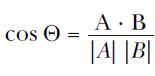 cos Θ = A · B / |A| |B|